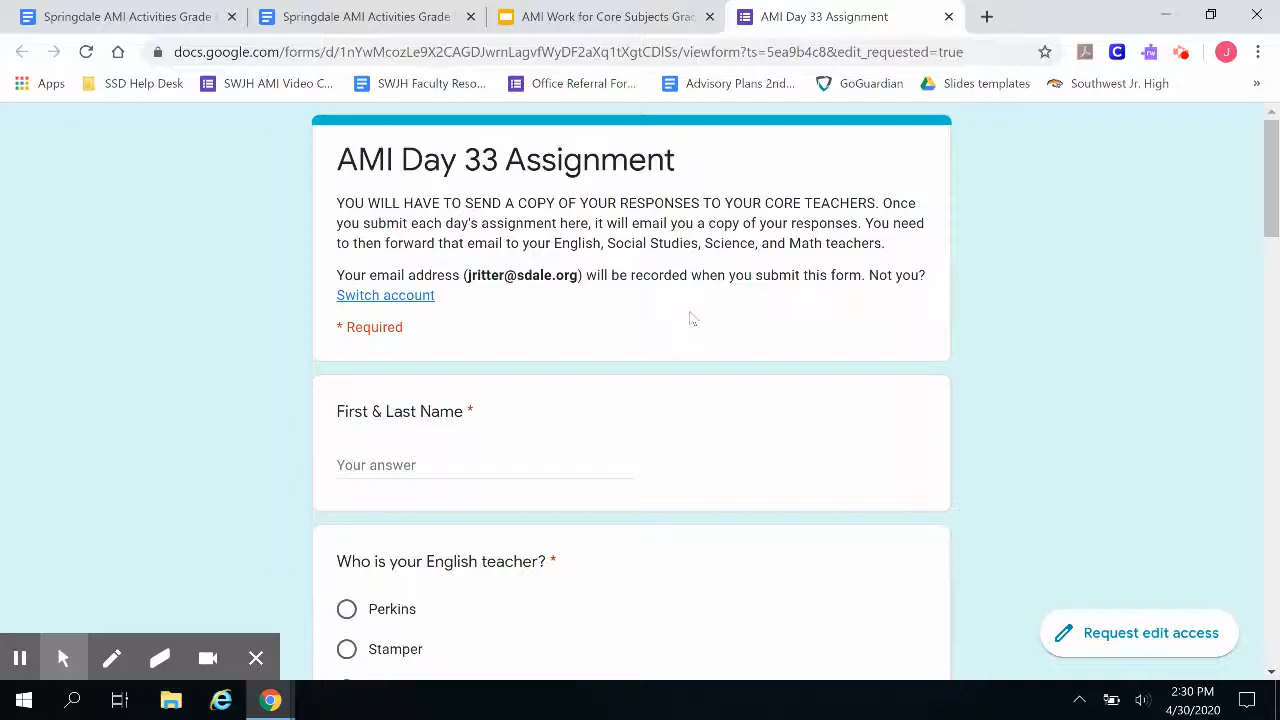 Springdale AMI Activities Grade
Springdale AMI Activities Grade
AMI Work for Core Subjects Gr
AMI Day 33 Assignment
docs.google.com/forms/d/1nYwMcozLe9X2CAGDJwrnLagvfWyDF2aXq1tXgtCDlSs/viewform?ts=5ea9b4c8&edit_requested=true
J
Apps
SSD Help Desk
SWJH AMI Video C...
SWJH Faculty Reso...
Office Referral For...
Advisory Plans 2nd...
GoGuardian
Slides templates
Southwest Jr. High
»
AMI Day 33 Assignment
YOU WILL HAVE TO SEND A COPY OF YOUR RESPONSES TO YOUR CORE TEACHERS. Once
you submit each day's assignment here, it will email you a copy of your responses. You need
to then forward that email to your English, Social Studies, Science, and Math teachers.
Your email address (jritter@sdale.org) will be recorded when you submit this form. Not you?
Switch account
* Required
First & Last Name *
Your answer
Who is your English teacher? *
Perkins
Stamper
Request edit access
2:30 PM
4/30/2020